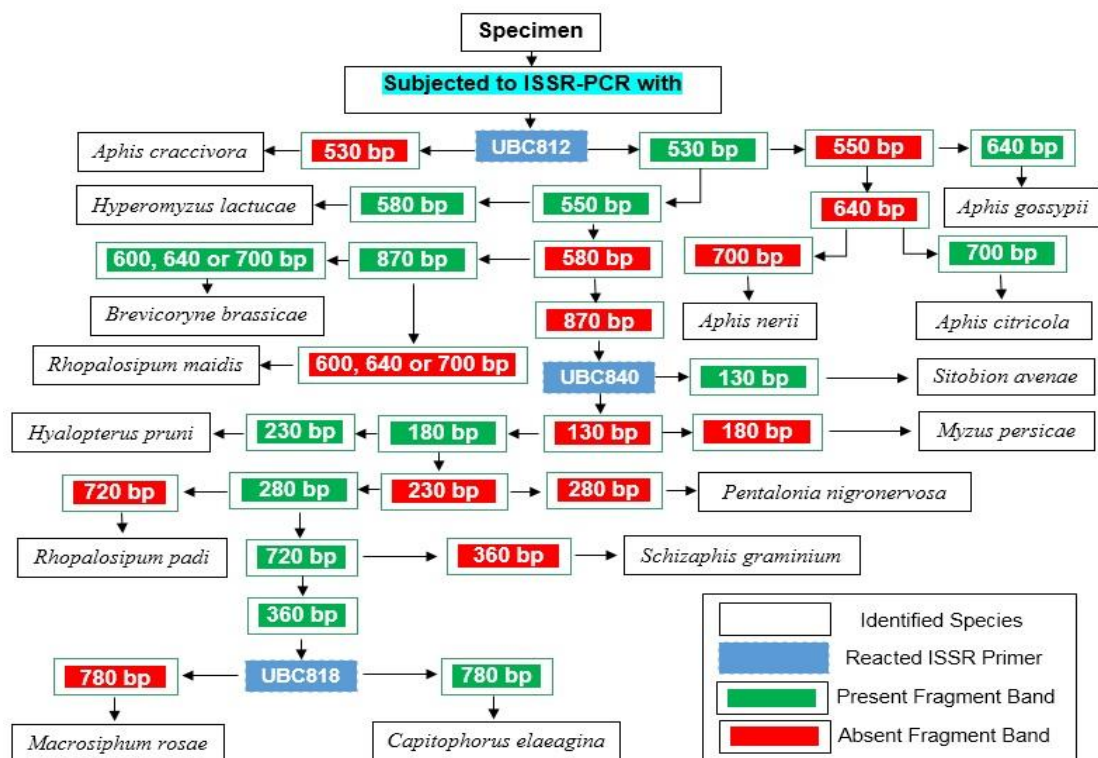 Specimen
Subjected to ISSR-PCR with
Aphis craccivora
530 bp
UBC812
530 bp
550 bp
640 bp
Hyperomyzus lactucae
580 bp
550 bp
640 bp
Aphis gossypii
600, 640 or 700 bp
870 bp
580 bp
700 bp
700 bp
Brevicoryne brassicae
870 bp
Aphis nerii
Aphis citricola
Rhopalosipum maidis
600, 640 or 700 bp
UBC840
130 bp
Sitobion avenae
Hyalopterus pruni
230 bp
180 bp
130 bp
180 bp
Myzus persicae
720 bp
280 bp
230 bp
280 bp
Pentalonia nigronervosa
Rhopalosipum padi
720 bp
360 bp
Schizaphis graminium
360 bp
780 bp
UBC818
780 bp
Macrosiphum rosae
Capitophorus elaeagina
Identified Species
Reacted ISSR Primer
Present Fragment Band
Absent Fragment Band